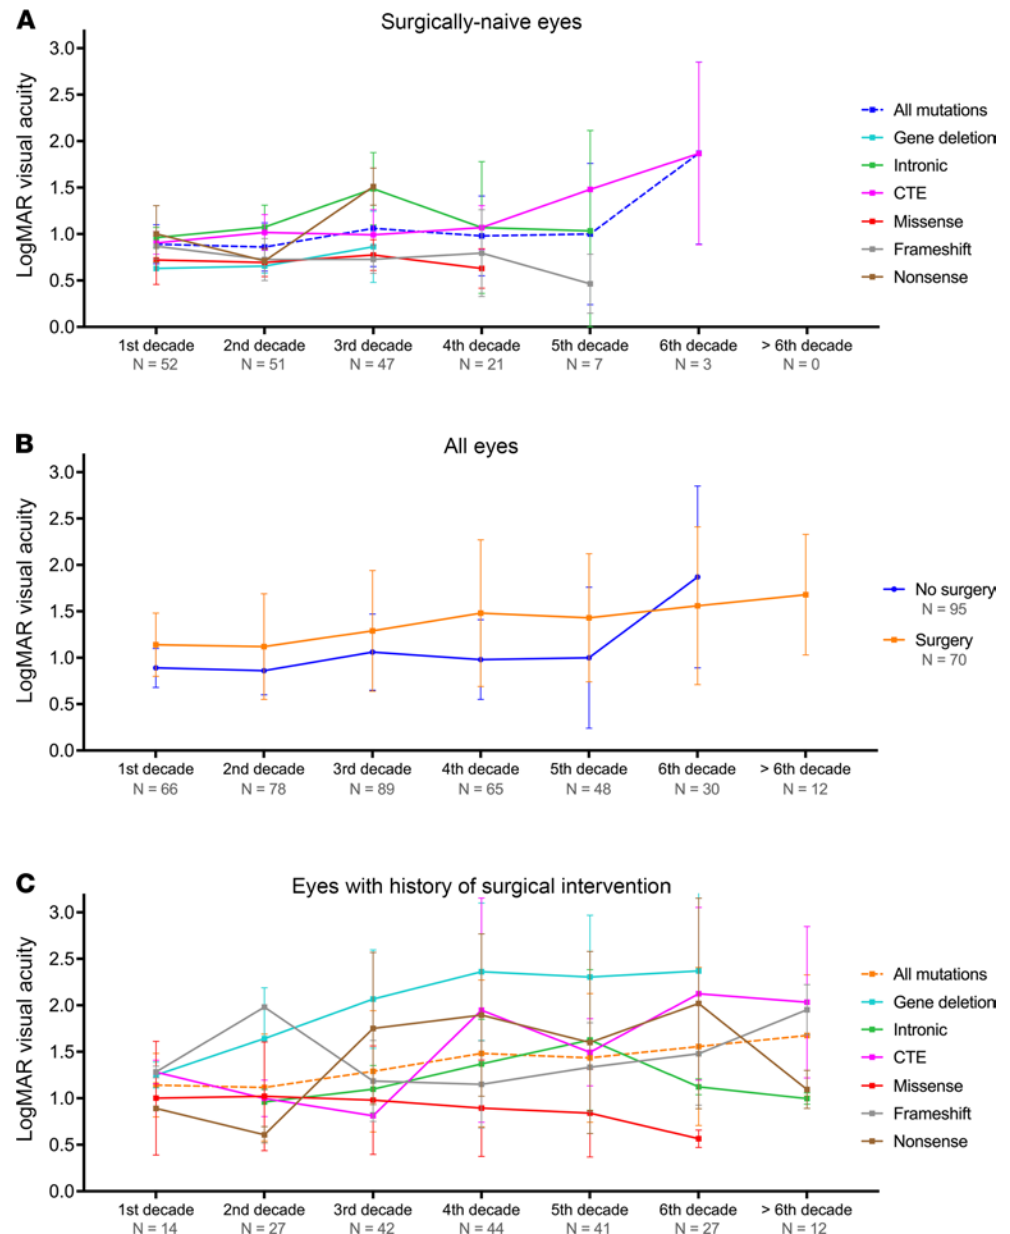 A
Surgically-naive eyes
LogMAR visual acuity
3.0
2.5
2.0
1.5
1.0
0.5
0.0
1st decade 2nd decade 3rd decade 4th decade 5th decade 6th decade > 6th decade
N = 52 N = 51 N = 47 N = 21 N = 7 N = 3 N = 0
All mutations
Gene deletion
Intronic
CTE
Missense
Frameshift
Nonsense
B
All eyes
LogMAR visual acuity
3.0
2.5
2.0
1.5
1.0
0.5
0.0
1st decade 2nd decade 3rd decade 4th decade 5th decade 6th decade > 6th decade
N = 66 N = 78 N = 89 N = 65 N = 48 N = 30 N = 12
No surgery
N = 95
Surgery
N = 70
C
Eyes with history of surgical intervention
LogMAR visual acuity
3.0
2.5
2.0
1.5
1.0
0.5
0.0
1st decade 2nd decade 3rd decade 4th decade 5th decade 6th decade > 6th decade
N = 14 N = 27 N = 42 N = 44 N = 41 N = 27 N = 12
All mutations
Gene deletion
Intronic
CTE
Missense
Frameshift
Nonsense